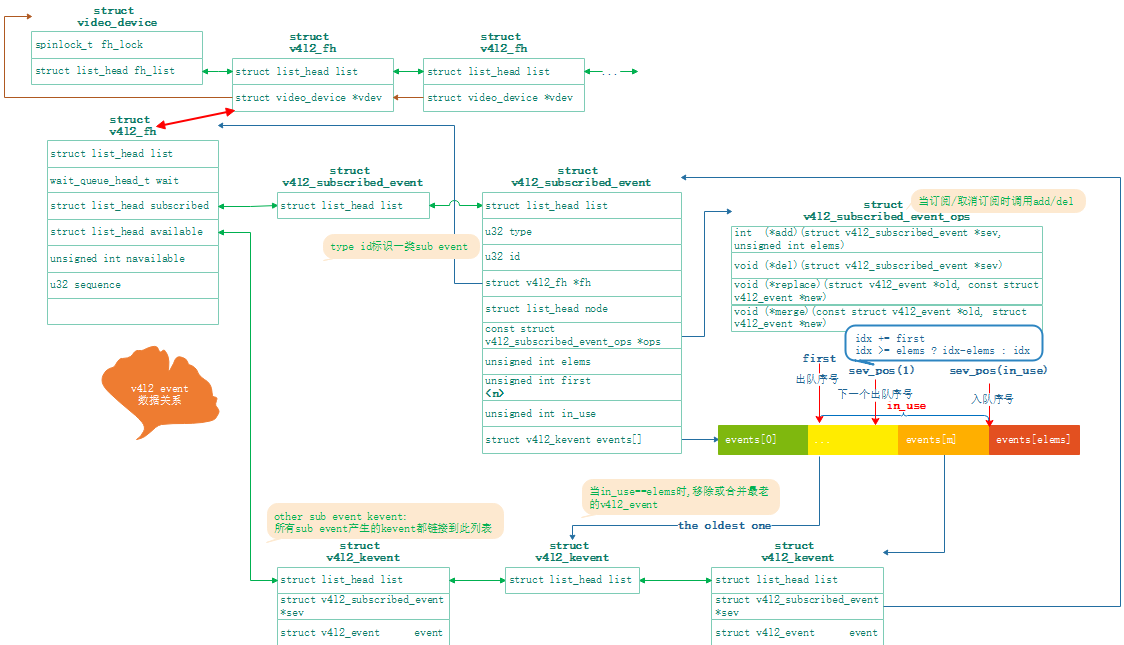 struct
video_device
spinlock_t fh_lock
struct list_head fh_list
struct
v4l2_fh
struct list_head list
struct video_device *vdev
struct
v4l2_fh
struct list_head list
struct video_device *vdev
...
struct
v4l2_fh
struct list_head list
wait_queue_head_t wait
struct list_head subscribed
struct list_head available
unsigned int navailable
u32 sequence
struct
v4l2_subscribed_event
struct list_head list
type id标识一类sub event
struct
v4l2_subscribed_event
struct list_head list
u32 type
u32 id
struct v4l2_fh *fh
struct list_head node
const struct
v4l2_subscribed_event_ops *ops
unsigned int elems
unsigned int first
<n>
unsigned int in_use
struct v4l2_kevent events[]
当订阅/取消订阅时调用add/del
struct
v4l2_subscribed_event_ops
int (*add)(struct v4l2_subscribed_event *sev,
unsigned int elems)
void (*del)(struct v4l2_subscribed_event *sev)
void (*replace)(struct v4l2_event *old, const struct
v4l2_event *new)
void (*merge)(const struct v4l2_event *old, struct
v4l2_event *new)
idx += first
idx >= elems ? idx-elems : idx
first
出队序号
sev_pos(1)
下一个出队序号
sev_pos(in_use)
入队序号
in_use
events[0]
...
events[m]
events[elems]
v4l2 event
数据关系
当in_use==elems时,移除或合并最老
的v4l2_event
the oldest one
other sub event kevent:
所有sub event产生的kevent都链接到此列表
struct
v4l2_kevent
struct list_head list
struct v4l2_subscribed_event
*sev
struct v4l2_event event
struct
v4l2_kevent
struct list_head list
struct
v4l2_kevent
struct list_head list
struct v4l2_subscribed_event
*sev
struct v4l2_event event